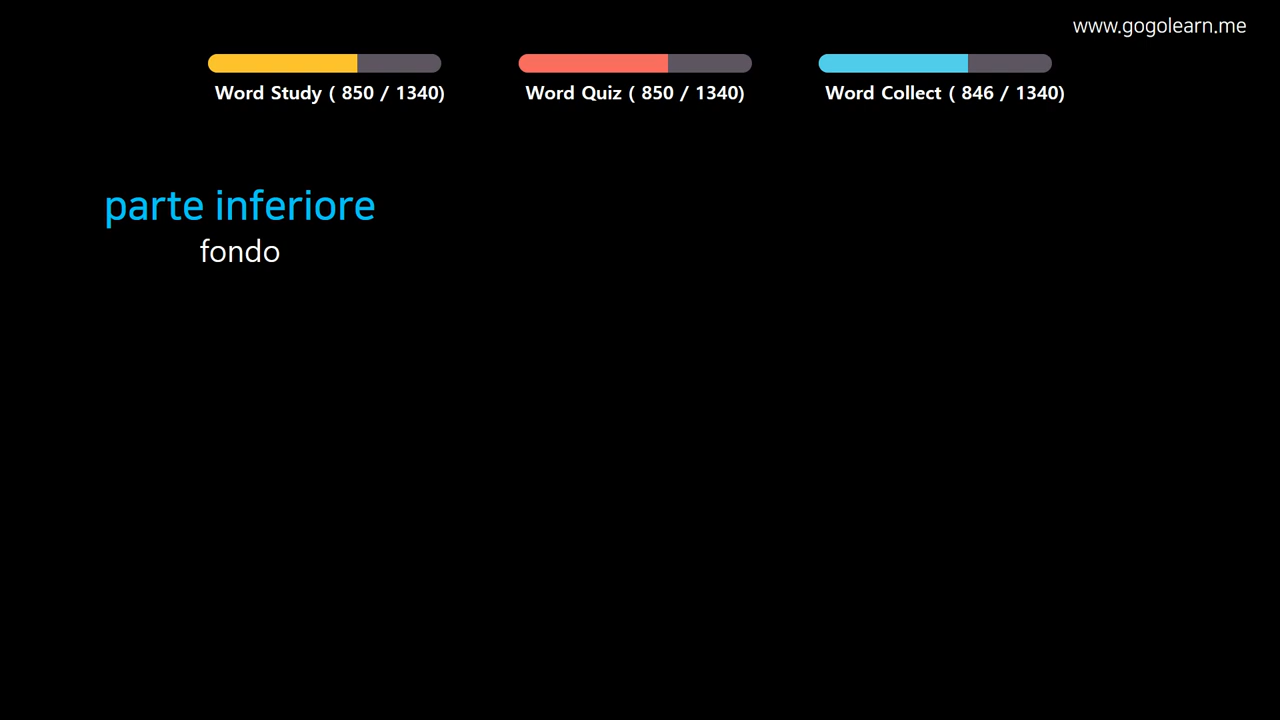 www.gogolearn.me
Word Study ( 850 / 1340)
Word Quiz ( 850 / 1340)
Word Collect ( 846 / 1340)
parte inferiore
fondo